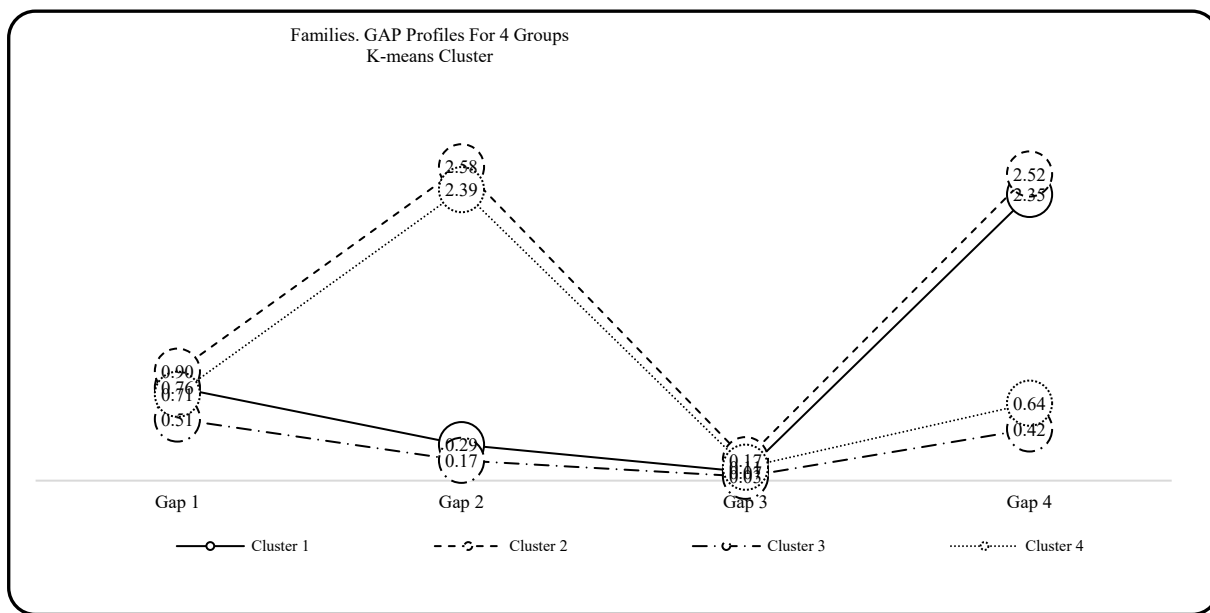 Families. GAP Profiles For 4 Groups
K-means Cluster
2.58
2.52
2.39
2.35
0.90
0.76
0.71
0.64
0.51
0.42
0.29
0.17
0.17
0.03
Gap 1
Gap 2
Gap 3
Gap 4
Cluster 1
Cluster 2
Cluster 3
Cluster 4